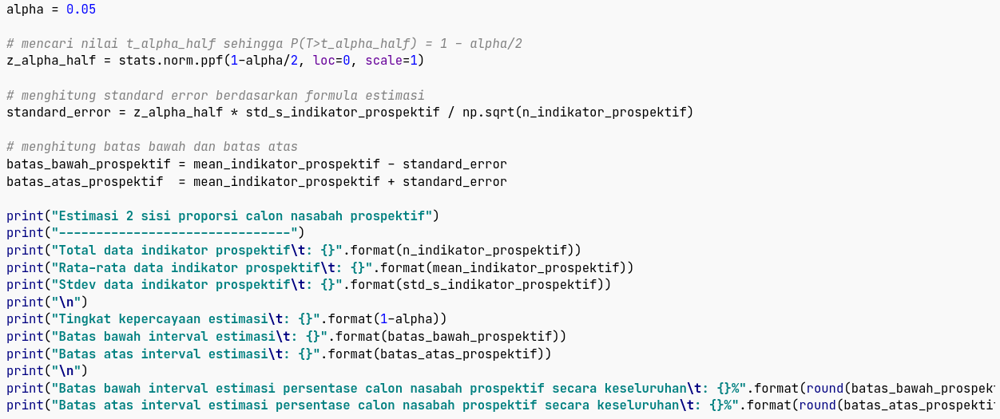 alpha = 0.05
# mencari nilai t_alpha_half sehingga P(T>t_alpha_half) = 1 - alpha/2
z_alpha_half = stats.norm.ppf(1-alpha/2, loc=0, scale=1)
# menghitung standard error berdasarkan formula estimasi
standard_error = z_alpha_half * std_s_indikator_prospektif / np.sqrt(n_indikator_prospektif)
# menghitung batas bawah dan batas atas
batas_bawah_prospektif = mean_indikator_prospektif - standard_error
batas_atas_prospektif  = mean_indikator_prospektif + standard_error
print("Estimasi 2 sisi proporsi calon nasabah prospektif")
print("-------------------------------")
print("Total data indikator prospektif\t: {}".format(n_indikator_prospektif))
print("Rata-rata data indikator prospektif\t: {}".format(mean_indikator_prospektif))
print("Stdev data indikator prospektif\t: {}".format(std_s_indikator_prospektif))
print("\n")
print("Tingkat kepercayaan estimasi\t: {}".format(1-alpha))
print("Batas bawah interval estimasi\t: {}".format(batas_bawah_prospektif))
print("Batas atas interval estimasi\t: {}".format(batas_atas_prospektif))
print("\n")
print("Batas bawah interval estimasi persentase calon nasabah prospektif secara keseluruhan\t: {}%".format(round(batas_bawah_prospek
print("Batas atas interval estimasi persentase calon nasabah prospektif secara keseluruhan\t: {}%".format(round(batas_atas_prospekti